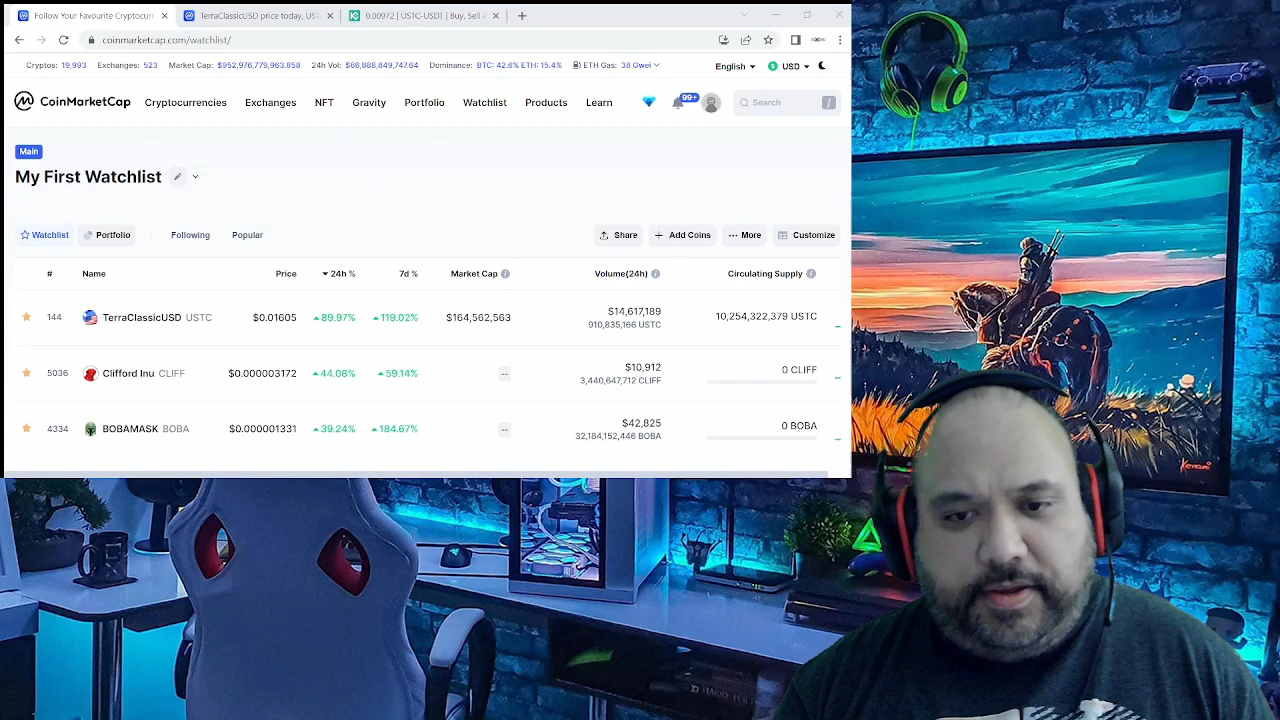 Follow Your Favourite Cryptocurr
TerraClassicUSD price today, UST
0.00972 | USTC-USDT | Buy, Sell a
coinmarketcap.com/watchlist/
Cryptos: 19,993 Exchanges: 523 Market Cap: $952,976,779,963.858 24h Vol: $66,888,849,747.64 Dominance: BTC: 42.6% ETH: 15.4% ETH Gas: 38 Gwei
English USD
CoinMarketCap Cryptocurrencies Exchanges NFT Gravity Portfolio Watchlist Products Learn 99+ Search /
Main
My First Watchlist
Watchlist Portfolio Following Popular Share + Add Coins More Customize
# Name Price 24h % 7d % Market Cap Volume(24h) Circulating Supply
144 TerraClassicUSD USTC $0.01605 89.97% 119.02% $164,562,563 $14,617,189 10,254,322,379 USTC
910,835,166 USTC
5036 Clifford Inu CLIFF $0.000003172 44.08% 59.14% -- $10,912 0 CLIFF
3,440,647,712 CLIFF
4334 BOBAMASK BOBA $0.000001331 39.24% 184.67% -- $42,825 0 BOBA
32,184,152,446 BOBA